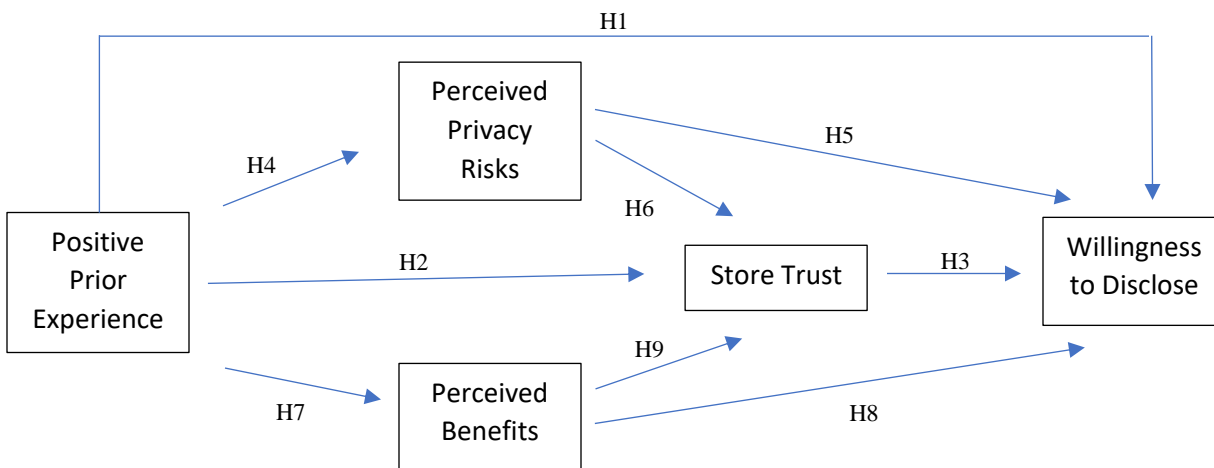 H1
Perceived
Privacy
Risks
H5
H4
H6
Positive
Prior
Experience
H2
Store Trust
H3
Willingness
to Disclose
H9
H7
Perceived
Benefits
H8